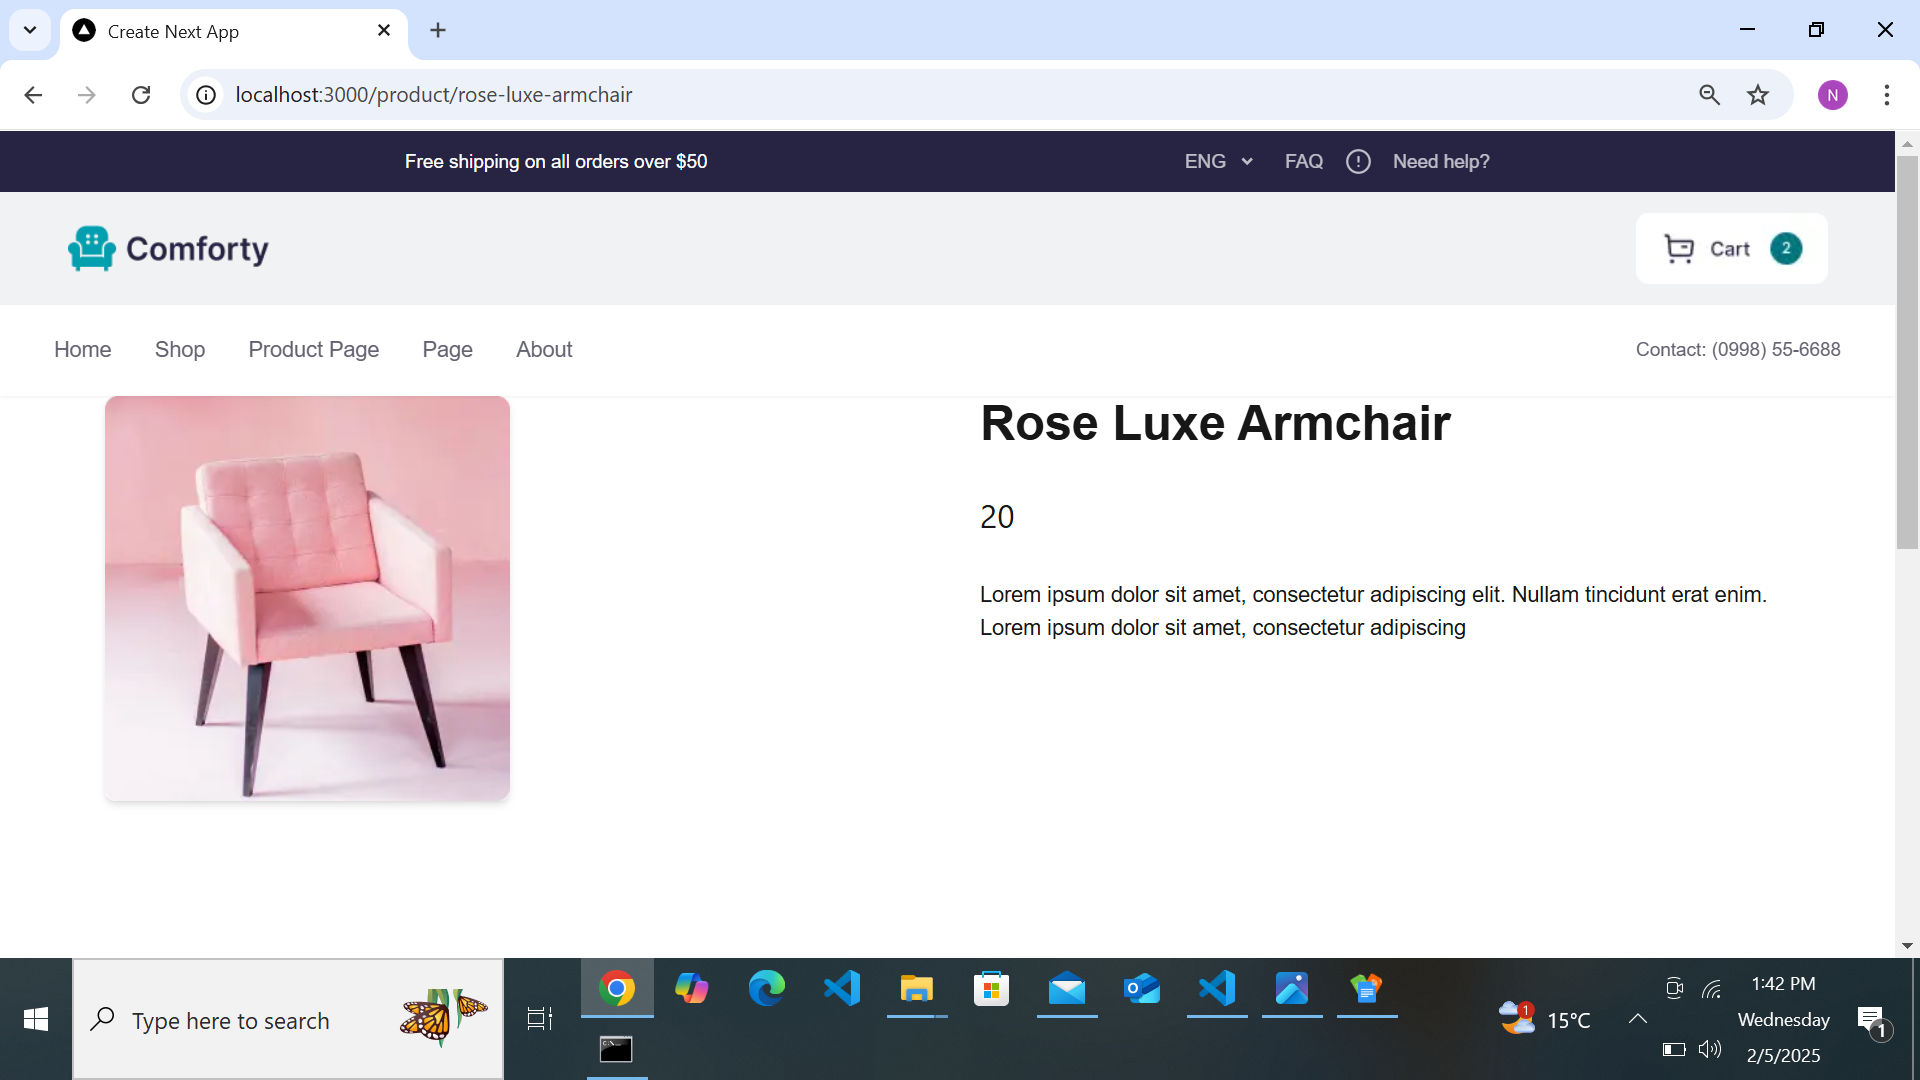 Create Next App
localhost:3000/product/rose-luxe-armchair
N
Free shipping on all orders over $50
ENG
FAQ
Need help?
Comforty
Cart
2
Home
Shop
Product Page
Page
About
Contact: (0998) 55-6688
Rose Luxe Armchair
20
Lorem ipsum dolor sit amet, consectetur adipiscing elit. Nullam tincidunt erat enim.
Lorem ipsum dolor sit amet, consectetur adipiscing
Type here to search
1
15°C
1:42 PM
Wednesday
2/5/2025
1